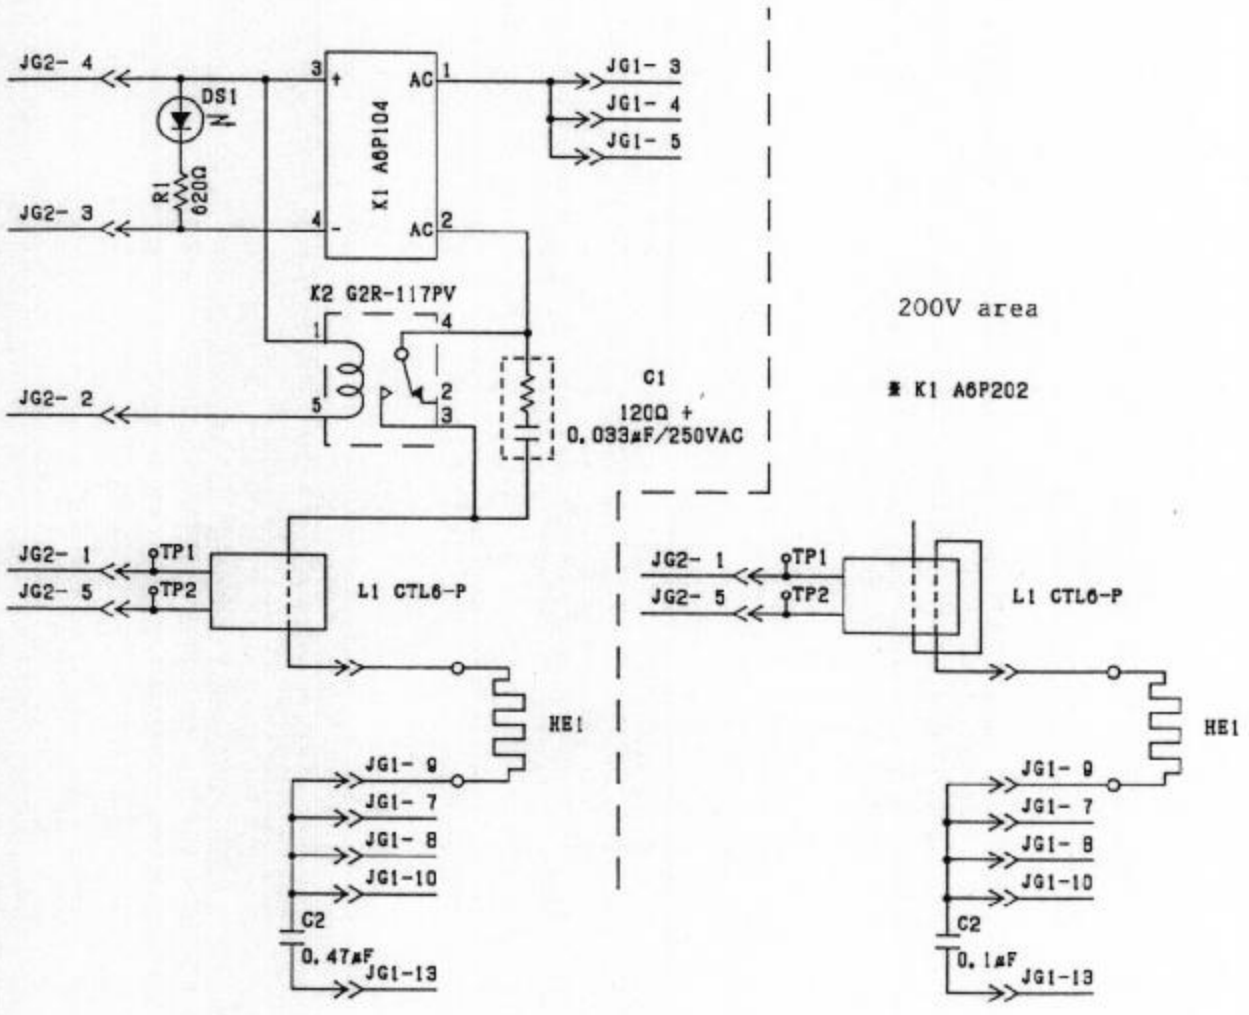 JG2- 4
DS1
R1
620Ω
JG2- 3
3
+
AC
1
K1 A6P104
4
-
AC
2
JG1- 3
JG1- 4
JG1- 5
K2 G2R-117PV
1
4
2
3
5
JG2- 2
C1
120Ω +
0.033µF/250VAC
200V area
※ K1 A6P202
JG2- 1
TP1
JG2- 5
TP2
L1 CTL6-P
HE1
JG1- 9
JG1- 7
JG1- 8
JG1-10
C2
0.47µF
JG1-13
JG2- 1
TP1
JG2- 5
TP2
L1 CTL6-P
HE1
JG1- 9
JG1- 7
JG1- 8
JG1-10
C2
0.1µF
JG1-13